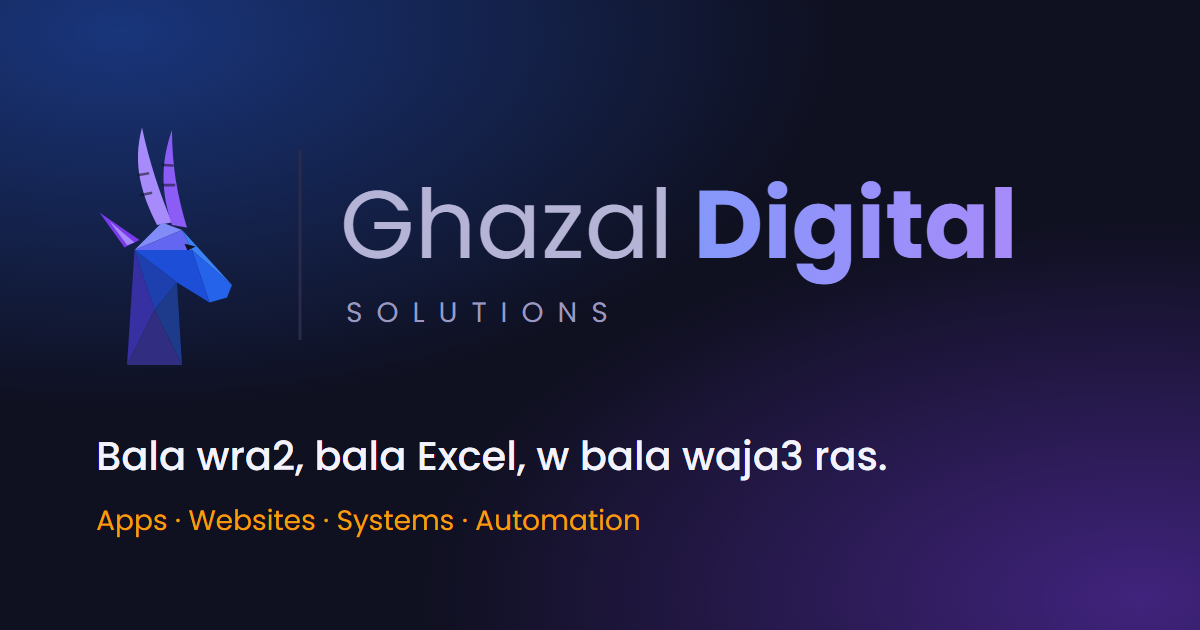 Ghazal Digital
SOLUTIONS
Bala wra2, bala Excel, w bala waja3 ras.
Apps · Websites · Systems · Automation